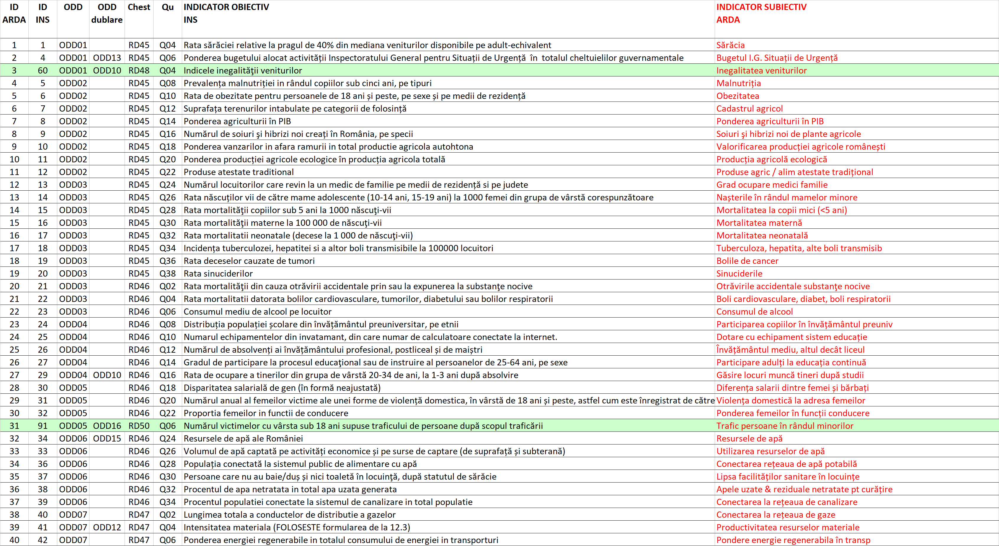 ID ARDA ID INS ODD ODD dublare Chest Qu INDICATOR OBIECTIV INS INDICATOR SUBIECTIV ARDA
1 1 ODD01 RD45 Q04 Rata sărăciei relative la pragul de 40% din mediana veniturilor disponibile pe adult-echivalent Sărăcia
2 4 ODD01 ODD13 RD45 Q06 Ponderea bugetului alocat activității Inspectoratului General pentru Situații de Urgență în totalul cheltuielilor guvernamentale Bugetul I.G. Situații de Urgență
3 60 ODD01 ODD10 RD48 Q04 Indicele inegalităţii veniturilor Inegalitatea veniturilor
4 5 ODD02 RD45 Q08 Prevalența malnutriției in rândul copiilor sub cinci ani, pe tipuri Malnutriția
5 6 ODD02 RD45 Q10 Rata de obezitate pentru persoanele de 18 ani și peste, pe sexe și pe medii de rezidență Obezitatea
6 7 ODD02 RD45 Q12 Suprafața terenurilor intabulate pe categorii de folosință Cadastrul agricol
7 8 ODD02 RD45 Q14 Ponderea agriculturii în PIB Ponderea agriculturii în PIB
8 9 ODD02 RD45 Q16 Numărul de soiuri şi hibrizi noi creați în România, pe specii Soiuri şi hibrizi noi de plante agricole
9 10 ODD02 RD45 Q18 Ponderea vanzarilor in afara ramurii in total productie agricola autohtona Valorificarea producției agricole românești
10 11 ODD02 RD45 Q20 Ponderea producției agricole ecologice în producția agricola totală Producția agricolă ecologică
11 12 ODD02 RD45 Q22 Produse atestate traditional Produse agric / alim atestate tradițional
12 13 ODD03 RD45 Q24 Numărul locuitorilor care revin la un medic de familie pe medii de rezidență si pe judete Grad ocupare medici familie
13 14 ODD03 RD45 Q26 Rata născuților vii de către mame adolescente (10-14 ani, 15-19 ani) la 1000 femei din grupa de vârstă corespunzătoare Nașterile în rândul mamelor minore
14 15 ODD03 RD45 Q28 Rata mortalităţii copiilor sub 5 ani la 1000 născuţi-vii Mortalitatea la copii mici (<5 ani)
15 16 ODD03 RD45 Q30 Rata mortalităţii materne la 100 000 de născuţi-vii Mortalitatea maternă
16 17 ODD03 RD45 Q32 Rata mortalitatii neonatale (decese la 1 000 de născuţi-vii) Mortalitatea neonatală
17 18 ODD03 RD45 Q34 Incidența tuberculozei, hepatitei si a altor boli transmisibile la 100000 locuitori Tuberculoza, hepatita, alte boli transmisib
18 19 ODD03 RD45 Q36 Rata deceselor cauzate de tumori Bolile de cancer
19 20 ODD03 RD45 Q38 Rata sinuciderilor Sinuciderile
20 21 ODD03 RD46 Q02 Rata mortalităţii din cauza otrăvirii accidentale prin sau la expunerea la substanţe nocive Otrăvirile accidentale substanţe nocive
21 22 ODD03 RD46 Q04 Rata mortalitatii datorata bolilor cardiovasculare, tumorilor, diabetului sau bolilor respiratorii Boli cardiovasculare, diabet, boli respiratorii
22 23 ODD03 RD46 Q06 Consumul mediu de alcool pe locuitor Consumul de alcool
23 24 ODD04 RD46 Q08 Distribuția populației școlare din învățământul preuniversitar, pe etnii Participarea copiilor în învățământul preuniv
24 25 ODD04 RD46 Q10 Numarul echipamentelor din invatamant, din care numar de calculatoare conectate la internet. Dotare cu echipament sistem educație
25 26 ODD04 RD46 Q12 Numărul de absolvenți ai învățământului profesional, postliceal și de maiștri Învățământul mediu, altul decât liceul
26 27 ODD04 RD46 Q14 Gradul de participare la procesul educaţional sau de instruire al persoanelor de 25-64 ani, pe sexe Participare adulți la educația continuă
27 29 ODD04 ODD10 RD46 Q16 Rata de ocupare a tinerilor din grupa de vârstă 20-34 de ani, la 1-3 ani după absolvire Găsire locuri muncă tineri după studii
28 30 ODD05 RD46 Q18 Disparitatea salarială de gen (în formă neajustată) Diferența salarii dintre femei și bărbați
29 31 ODD05 RD46 Q20 Numărul anual al femeilor victime ale unei forme de violență domestica, în vârstă de 18 ani și peste, astfel cum este înregistrat de către Violența domestică la adresa femeilor
30 32 ODD05 RD46 Q22 Proportia femeilor in functii de conducere Ponderea femeilor în funcții conducere
31 91 ODD05 ODD16 RD50 Q06 Numărul victimelor cu vârsta sub 18 ani supuse traficului de persoane după scopul traficării Trafic persoane în rândul minorilor
32 34 ODD06 ODD15 RD46 Q24 Resursele de apă ale României Resursele de apă
33 33 ODD06 RD46 Q26 Volumul de apă captată pe activități economice și pe surse de captare (de suprafață și subterană) Utilizarea resurselor de apă
34 36 ODD06 RD46 Q28 Populația conectată la sistemul public de alimentare cu apă Conectarea rețeaua de apă potabilă
35 37 ODD06 RD46 Q30 Persoane care nu au baie/duș și nici toaletă în locuinţă, după statutul de sărăcie Lipsa facilităților sanitare în locuințe
36 38 ODD06 RD46 Q32 Procentul de apa netratata in total apa uzata generata Apele uzate & reziduale netratate pt curățire
37 39 ODD06 RD46 Q34 Procentul populatiei conectate la sistemul de canalizare in total populatie Conectarea la rețeaua de canalizare
38 40 ODD07 RD47 Q02 Lungimea totala a conductelor de distributie a gazelor Conectarea la rețeaua de gaze
39 41 ODD07 ODD12 RD47 Q04 Intensitatea materiala (FOLOSESTE formularea de la 12.3) Productivitatea resurselor materiale
40 42 ODD07 RD47 Q06 Ponderea energiei regenerabile in totalul consumului de energiei in transporturi Pondere energie regenerabila în transp